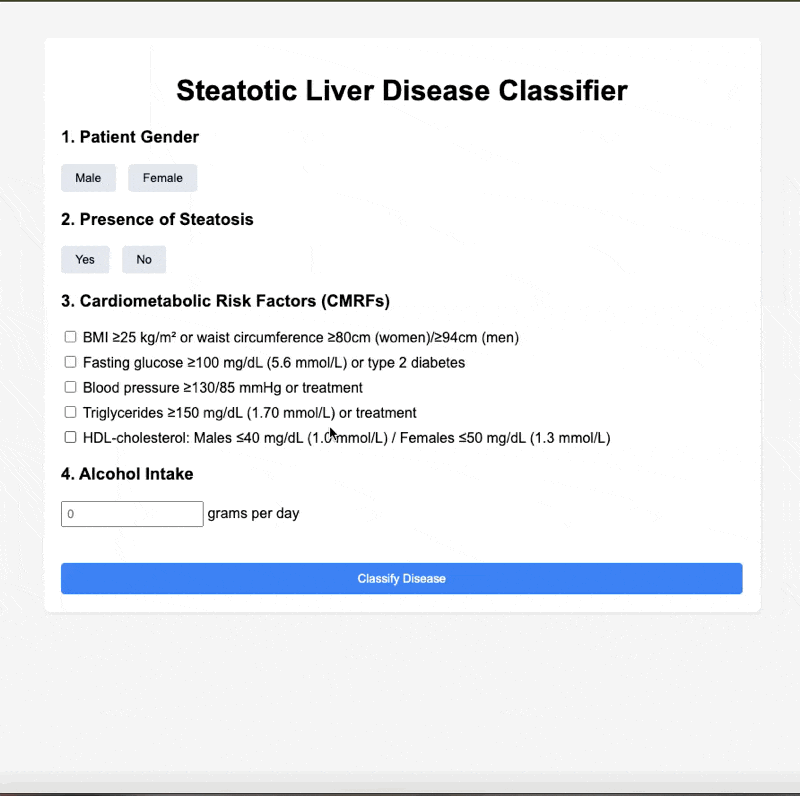 Steatotic Liver Disease Classifier
1. Patient Gender
Male Female
2. Presence of Steatosis
Yes No
3. Cardiometabolic Risk Factors (CMRFs)
BMI ≥25 kg/m² or waist circumference ≥80cm (women)/≥94cm (men)
Fasting glucose ≥100 mg/dL (5.6 mmol/L) or type 2 diabetes
Blood pressure ≥130/85 mmHg or treatment
Triglycerides ≥150 mg/dL (1.70 mmol/L) or treatment
HDL-cholesterol: Males ≤40 mg/dL (1.0 mmol/L) / Females ≤50 mg/dL (1.3 mmol/L)
4. Alcohol Intake
0 grams per day
Classify Disease